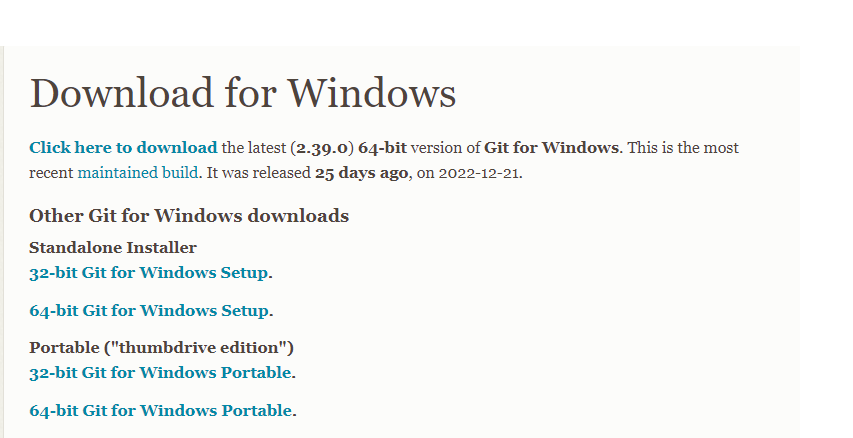 Download for Windows
Click here to download the latest (2.39.0) 64-bit version of Git for Windows. This is the most
recent maintained build. It was released 25 days ago, on 2022-12-21.
Other Git for Windows downloads
Standalone Installer
32-bit Git for Windows Setup.
64-bit Git for Windows Setup.
Portable ("thumbdrive edition")
32-bit Git for Windows Portable.
64-bit Git for Windows Portable.